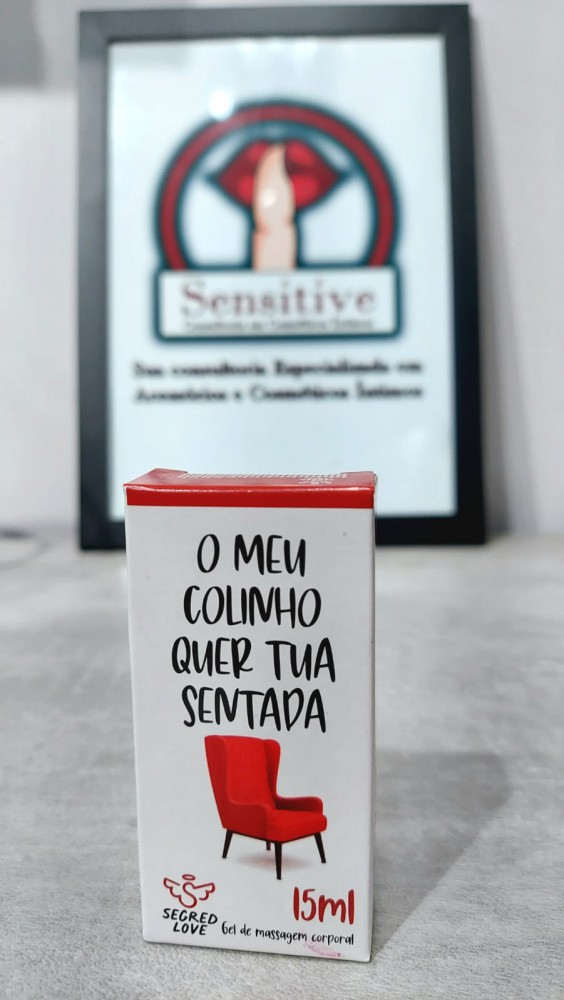 Sensitive
Sua consultoria Especializada em
Acessórios e Cosméticos Íntimos
O MEU
COLINHO
QUER TUA
SENTADA
15ml
SEGRED
LOVE
Gel de massagem corporal